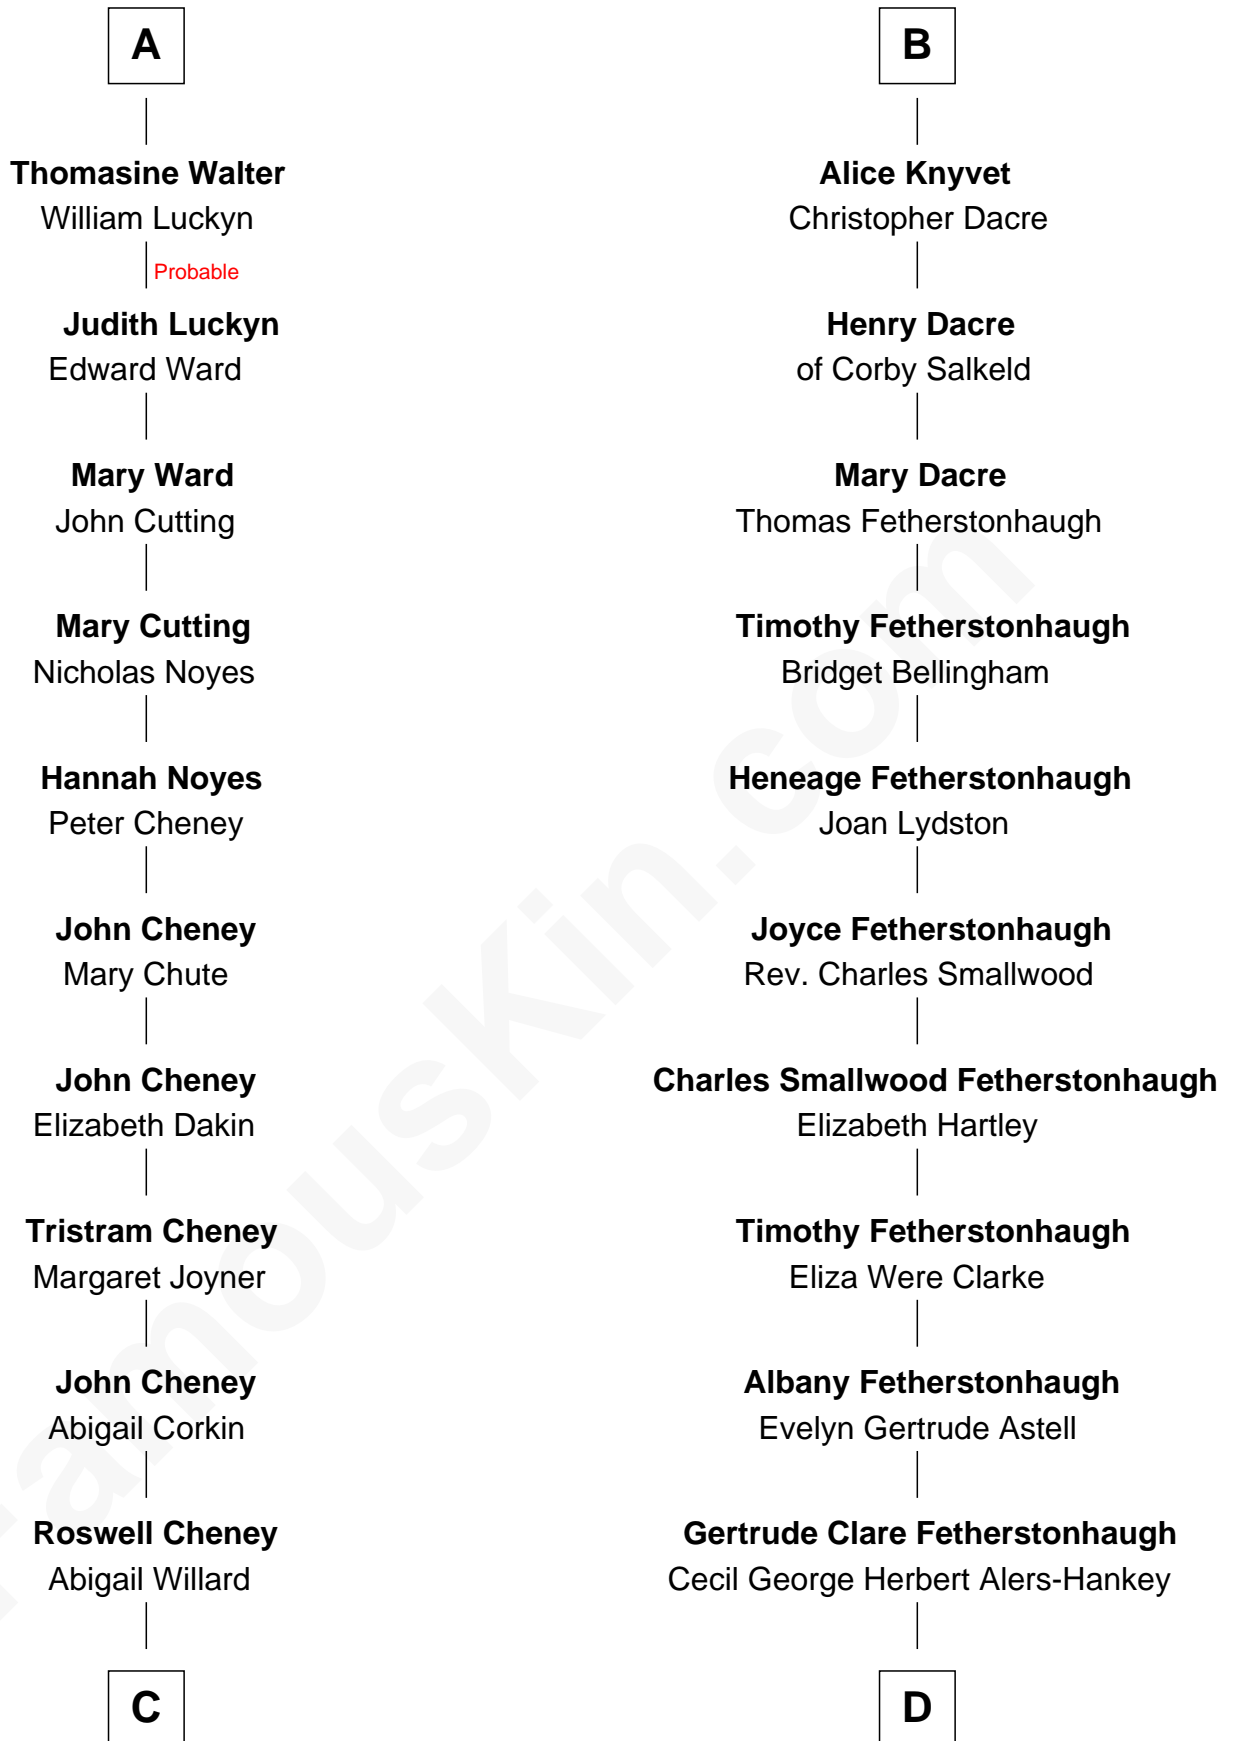 A
B
Thomasine Walter
William Luckyn
Alice Knyvet
Christopher Dacre
Probable
Judith Luckyn
Edward Ward
Henry Dacre
of Corby Salkeld
Mary Ward
John Cutting
Mary Dacre
Thomas Fetherstonhaugh
Mary Cutting
Nicholas Noyes
Timothy Fetherstonhaugh
Bridget Bellingham
Hannah Noyes
Peter Cheney
Heneage Fetherstonhaugh
Joan Lydston
John Cheney
Mary Chute
Joyce Fetherstonhaugh
Rev. Charles Smallwood
John Cheney
Elizabeth Dakin
Charles Smallwood Fetherstonhaugh
Elizabeth Hartley
Tristram Cheney
Margaret Joyner
Timothy Fetherstonhaugh
Eliza Were Clarke
John Cheney
Abigail Corkin
Albany Fetherstonhaugh
Evelyn Gertrude Astell
Roswell Cheney
Abigail Willard
Gertrude Clare Fetherstonhaugh
Cecil George Herbert Alers-Hankey
C
D
FamousKin.com